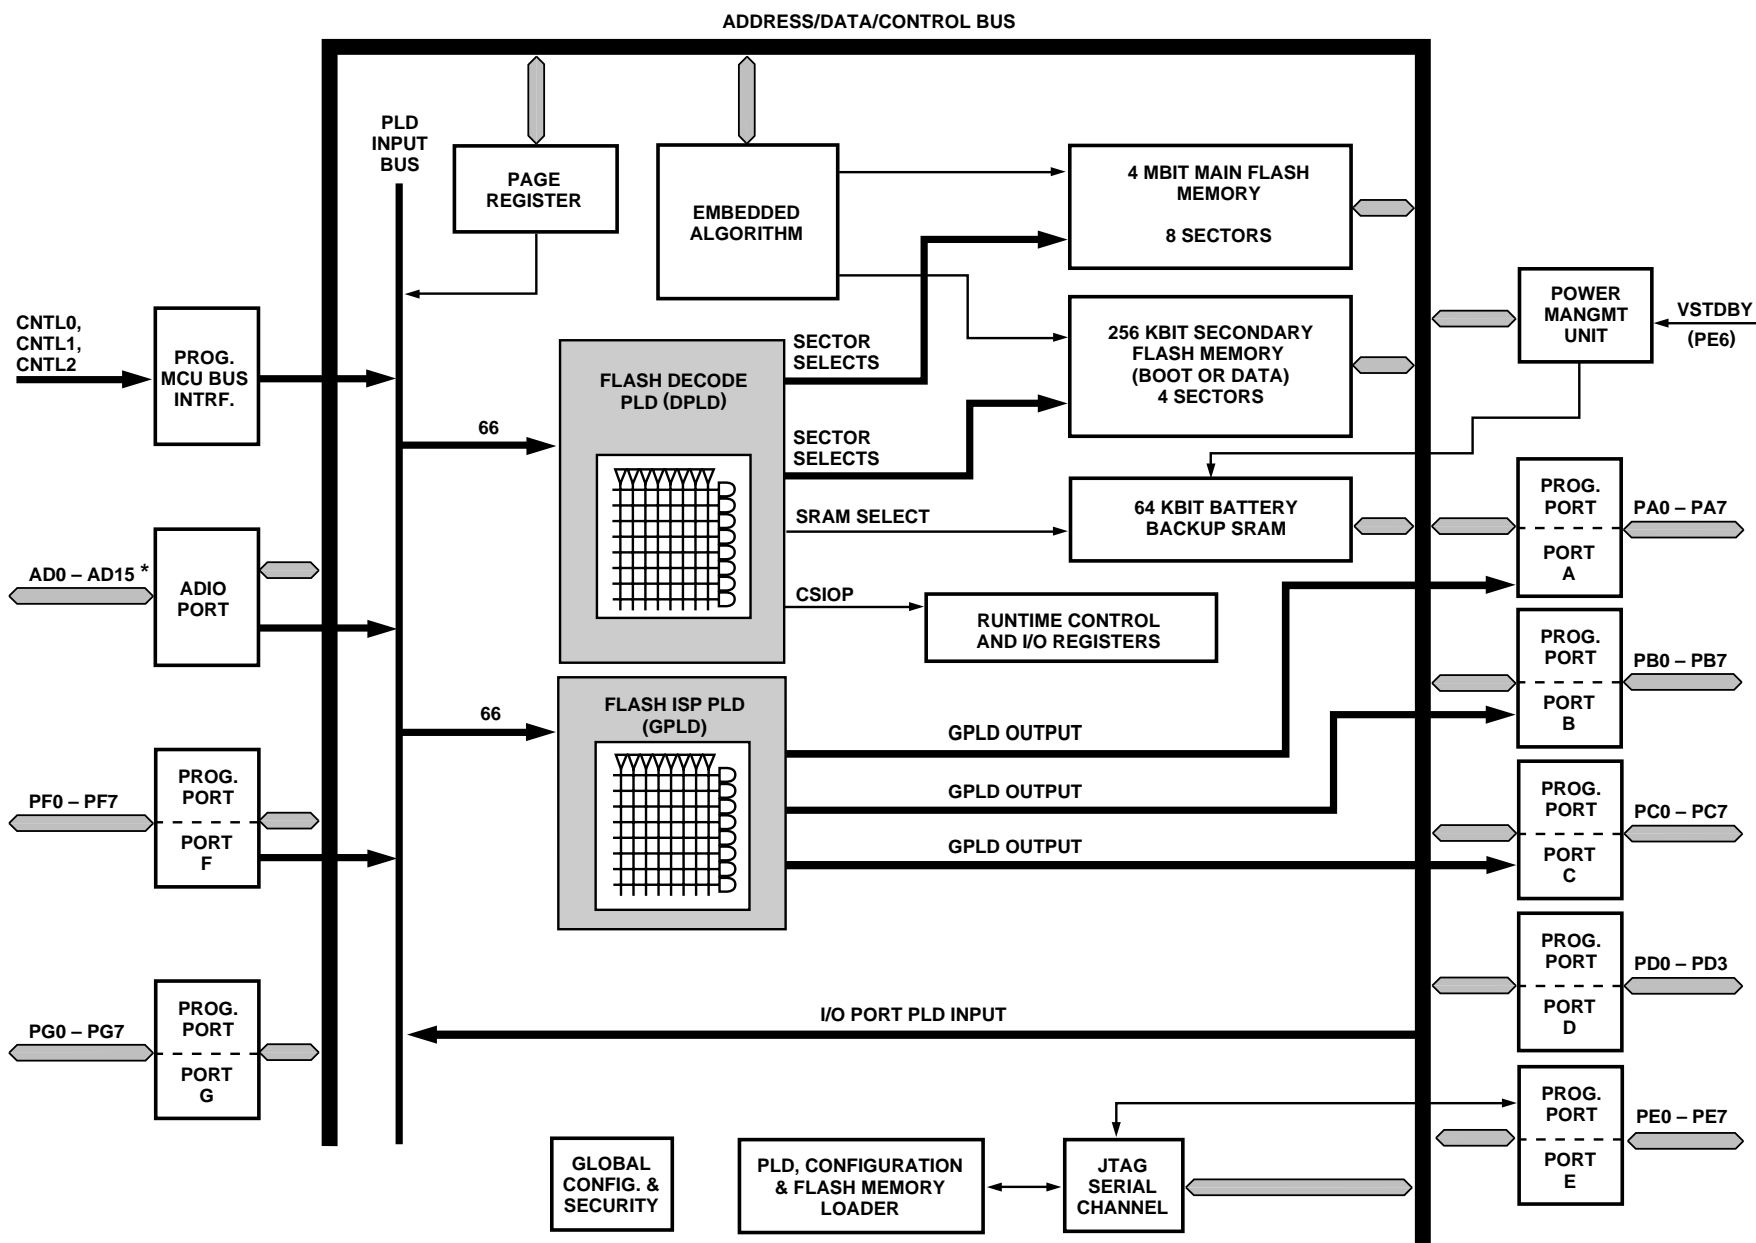 ADDRESS/DATA/CONTROL BUS
PLD
INPUT
BUS
PAGE
REGISTER
EMBEDDED
ALGORITHM
4 MBIT MAIN FLASH
MEMORY
8 SECTORS
CNTL0,
CNTL1,
CNTL2
PROG.
MCU BUS
INTRF.
FLASH DECODE
PLD (DPLD)
66
SECTOR
SELECTS
SECTOR
SELECTS
256 KBIT SECONDARY
FLASH MEMORY
(BOOT OR DATA)
4 SECTORS
POWER
MANGMT
UNIT
VSTDBY
(PE6)
SRAM SELECT
64 KBIT BATTERY
BACKUP SRAM
PROG.
PORT
PORT
A
PA0 – PA7
AD0 – AD15 *
ADIO
PORT
CSIOP
RUNTIME CONTROL
AND I/O REGISTERS
PROG.
PORT
PORT
B
PB0 – PB7
66
FLASH ISP PLD
(GPLD)
GPLD OUTPUT
GPLD OUTPUT
GPLD OUTPUT
PF0 – PF7
PROG.
PORT
PORT
F
PROG.
PORT
PORT
C
PC0 – PC7
PG0 – PG7
PROG.
PORT
PORT
G
I/O PORT PLD INPUT
PROG.
PORT
PORT
D
PD0 – PD3
GLOBAL
CONFIG. &
SECURITY
PLD, CONFIGURATION
& FLASH MEMORY
LOADER
JTAG
SERIAL
CHANNEL
PROG.
PORT
PORT
E
PE0 – PE7